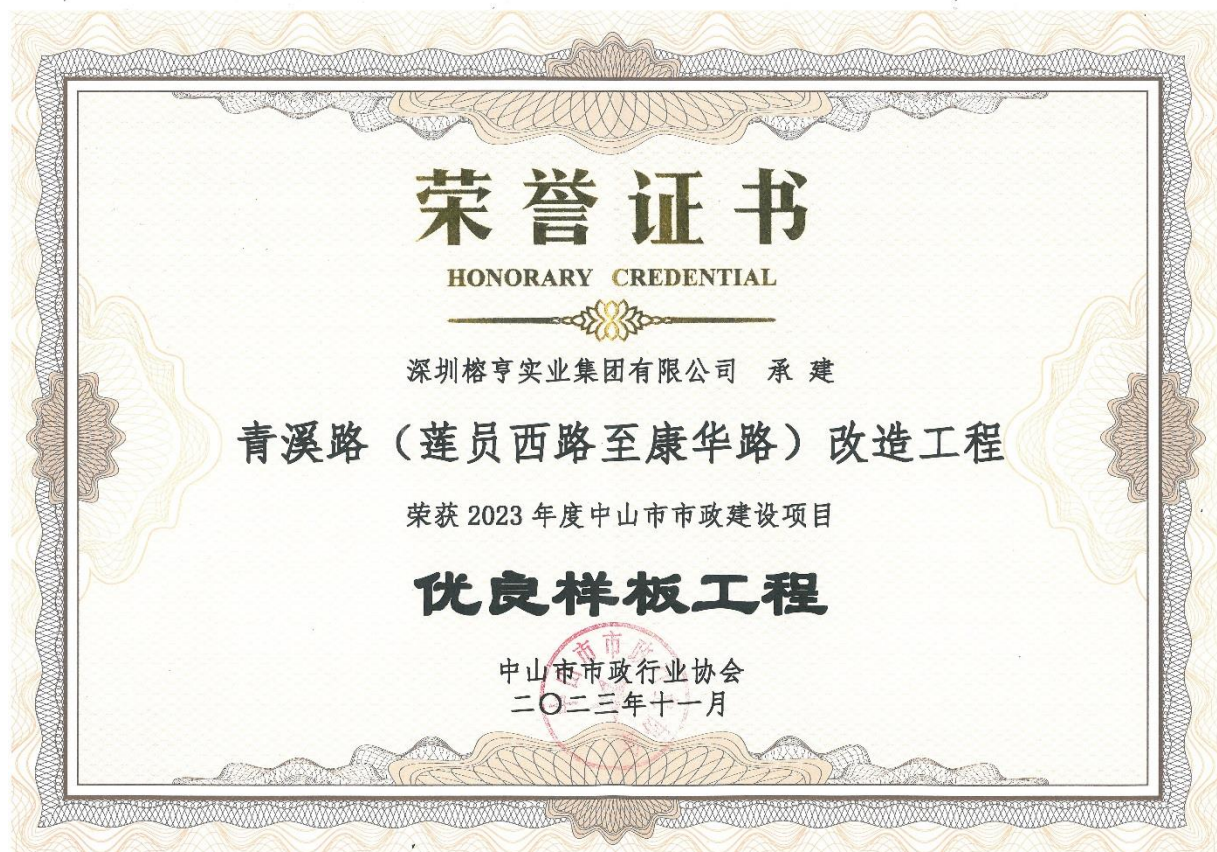 荣誉证书
HONORARY CREDENTIAL
深圳榕亨实业集团有限公司 承 建
青溪路（莲员西路至康华路）改造工程
荣获 2023 年度中山市市政建设项目
优良样板工程
中山市市政行业协会
二〇二三年十一月